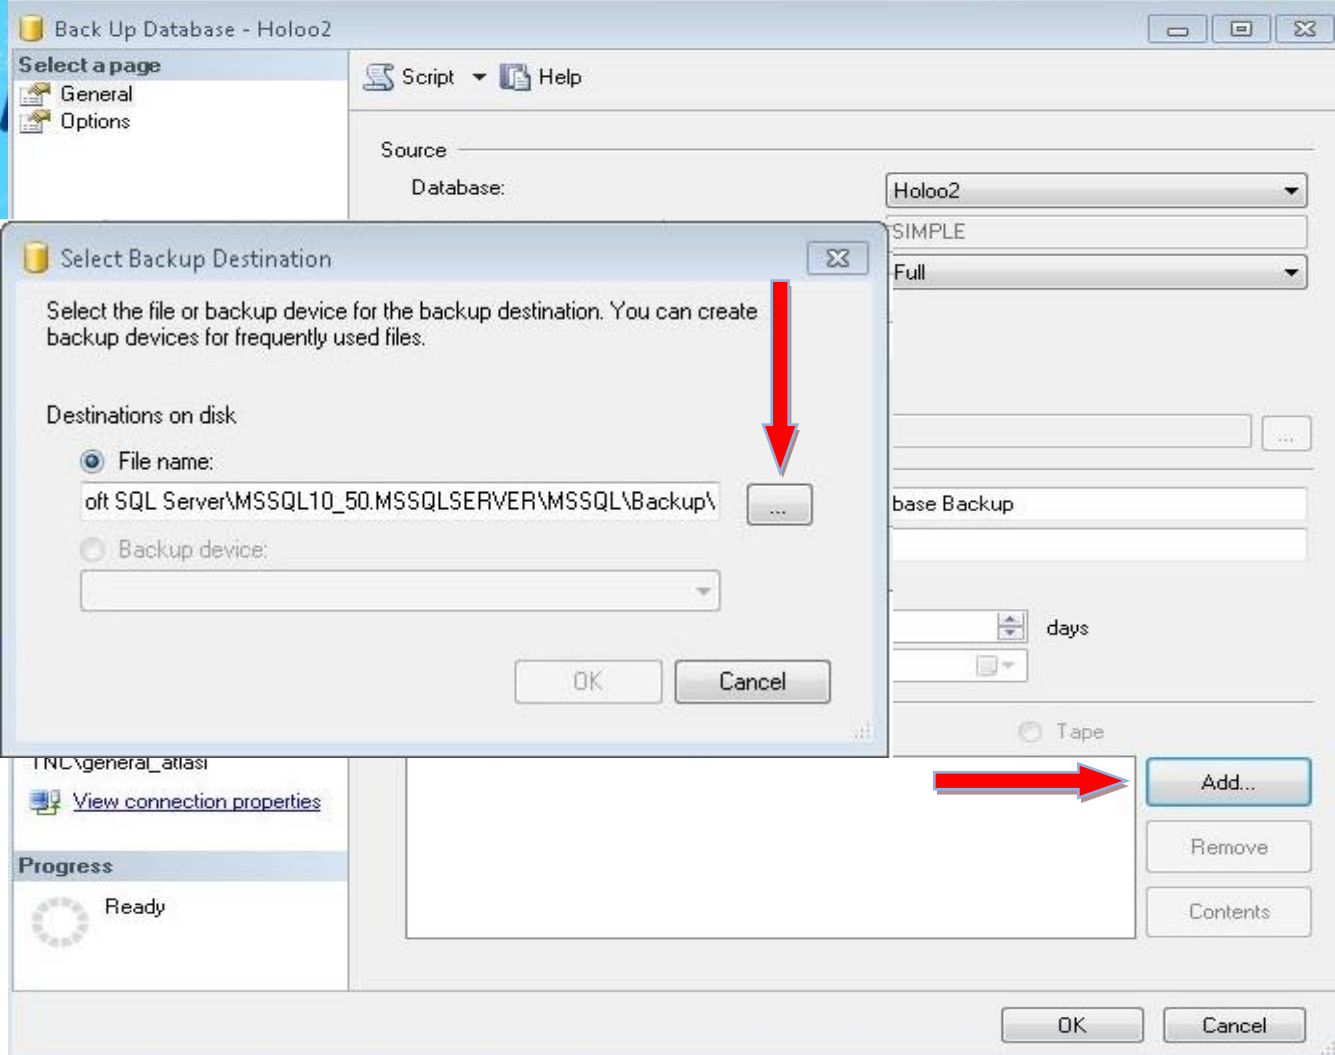 Back Up Database - Holoo2
Select a page
General
Options
Script
Help
Source
Database:
Holoo2
SIMPLE
Full
Select Backup Destination
Select the file or backup device for the backup destination. You can create
backup devices for frequently used files.
Destinations on disk
File name:
oft SQL Server\MSSQL10_50.MSSQLSERVER\MSSQL\Backup\
...
Backup device:
OK
Cancel
...
base Backup
days
Tape
TNC\general_atlasi
View connection properties
Progress
Ready
Add...
Remove
Contents
OK
Cancel